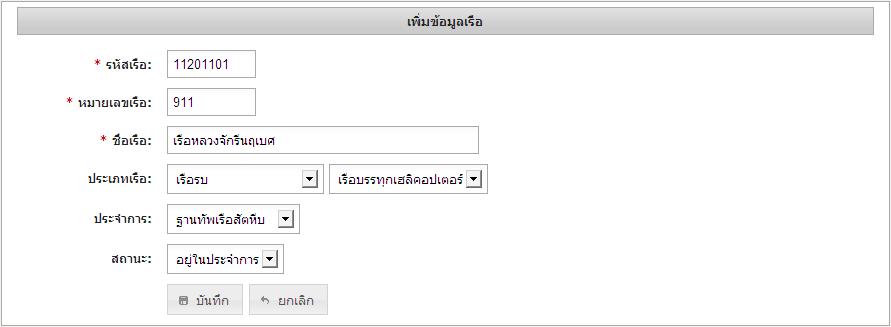 เพิ่มข้อมูลเรือ
* รหัสเรือ: 11201101
* หมายเลขเรือ: 911
* ชื่อเรือ: เรือหลวงจักรีนฤเบศ
ประเภทเรือ: เรือรบ เรือบรรทุกเฮลิคอปเตอร์
ประจำการ: ฐานทัพเรือสัตหีบ
สถานะ: อยู่ในประจำการ
บันทึก ยกเลิก